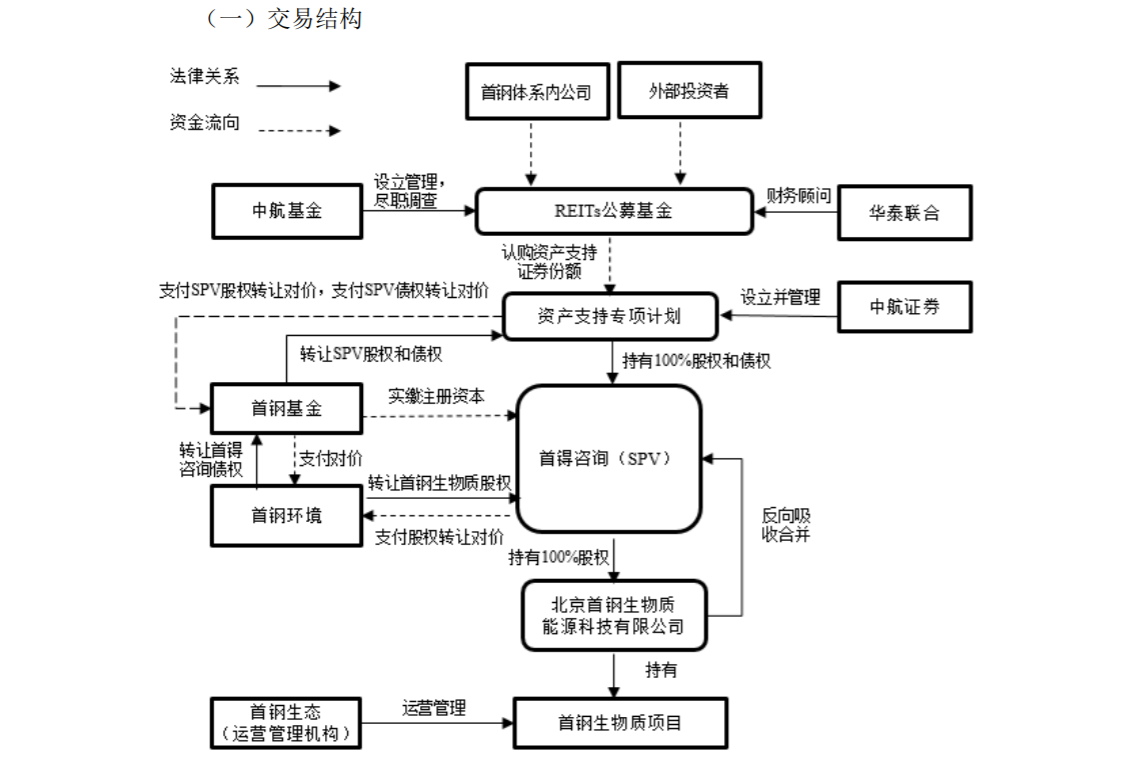 （一）交易结构
法律关系
资金流向
首钢体系内公司
外部投资者
中航基金
设立管理，
尽职调查
REITs公募基金
财务顾问
华泰联合
认购资产支持
证券份额
支付SPV股权转让对价，支付SPV债权转让对价
资产支持专项计划
设立并管理
中航证券
转让SPV股权和债权
持有100%股权和债权
首钢基金
实缴注册资本
转让首得
咨询债权
支付对价
首得咨询（SPV）
首钢环境
转让首钢生物质股权
支付股权转让对价
反向吸
收合并
持有100%股权
北京首钢生物质
能源科技有限公司
持有
首钢生态
（运营管理机构）
运营管理
首钢生物质项目